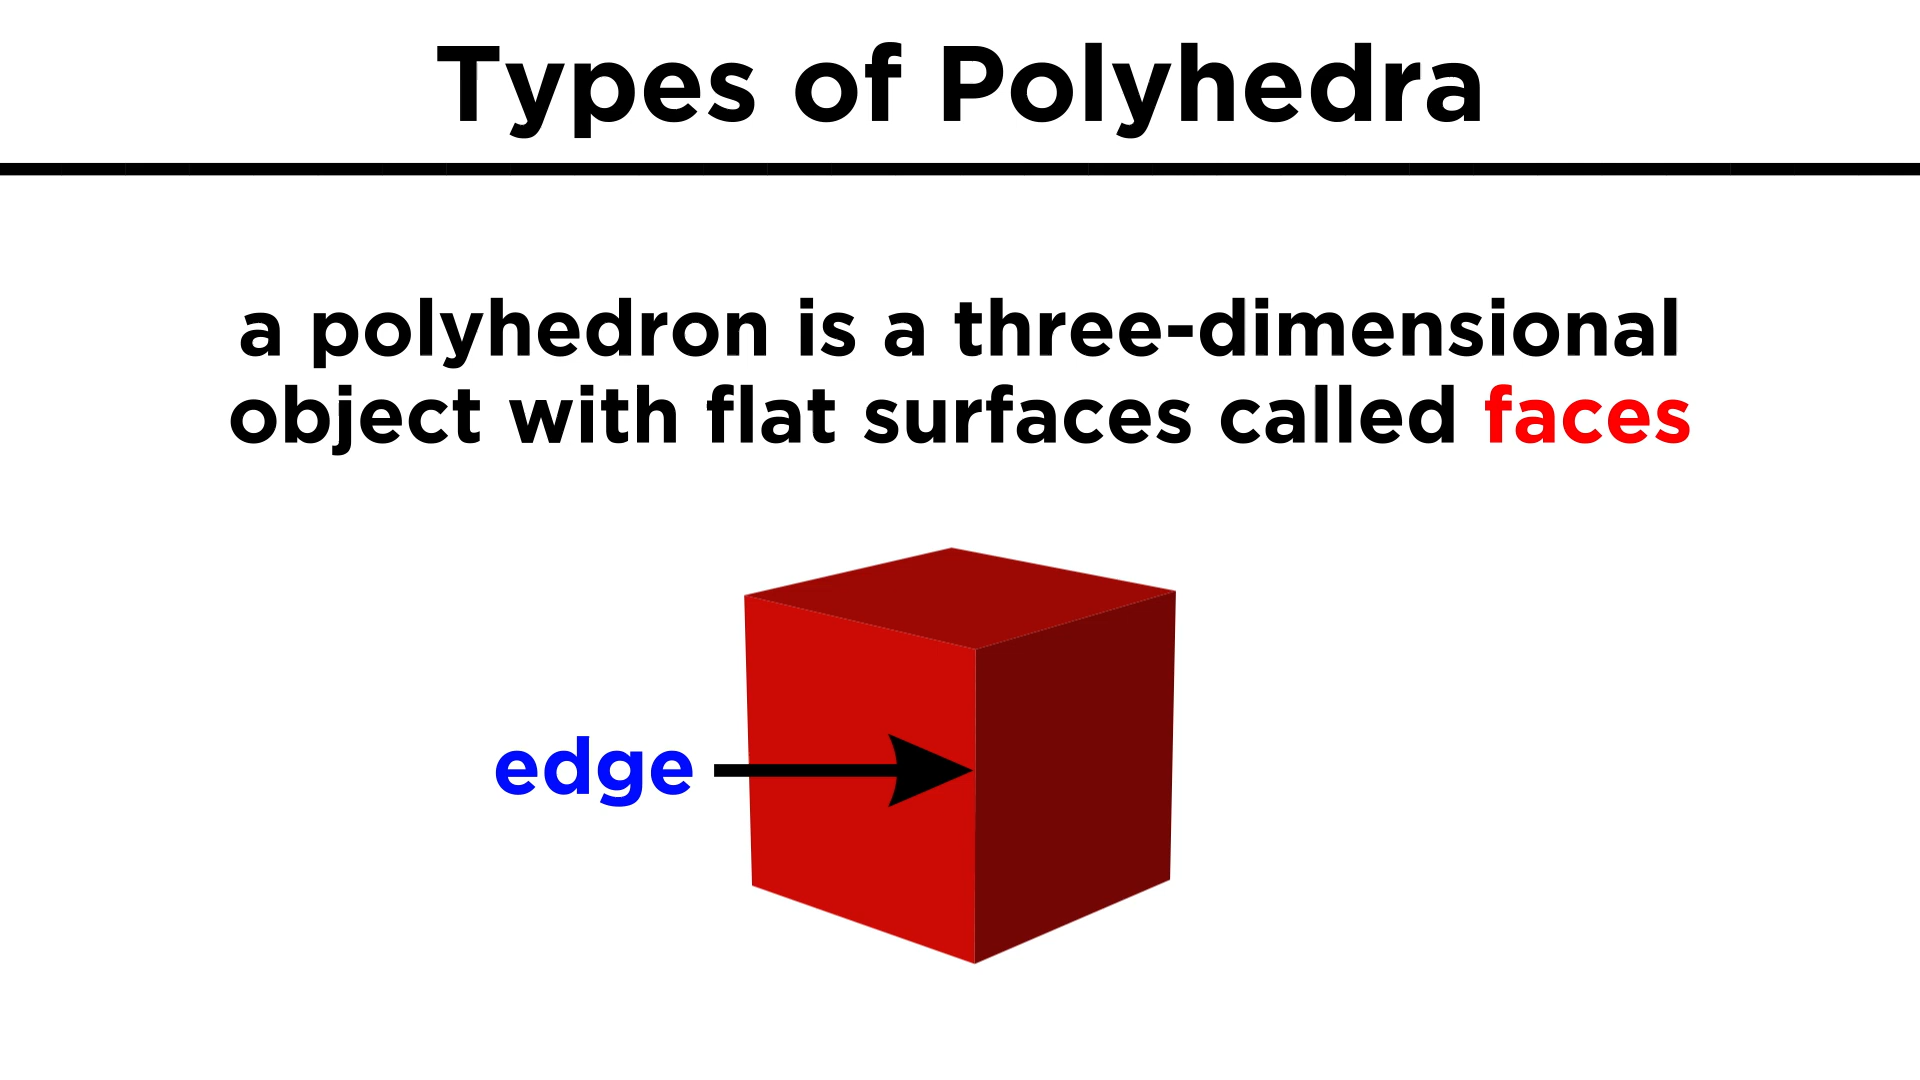 Types of Polyhedra
a polyhedron is a three-dimensional
object with flat surfaces called faces
edge